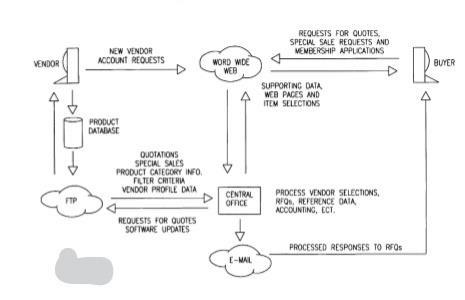 REQUESTS FOR QUOTES,
SPECIAL SALE REQUESTS AND
MEMBERSHIP APPLICATIONS
NEW VENDOR
ACCOUNT REQUESTS
VENDOR
WORD WIDE
WEB
BUYER
SUPPORTING DATA,
WEB PAGES AND
ITEM SELECTIONS
PRODUCT
DATABASE
QUOTATIONS
SPECIAL SALES
PRODUCT CATEGORY INFO.
FILTER CRITERIA
VENDOR PROFILE DATA
FTP
CENTRAL
OFFICE
PROCESS VENDOR SELECTIONS,
RFQs, REFERENCE DATA,
ACCOUNTING, ECT.
REQUESTS FOR QUOTES
SOFTWARE UPDATES
E-MAIL
PROCESSED RESPONSES TO RFQs